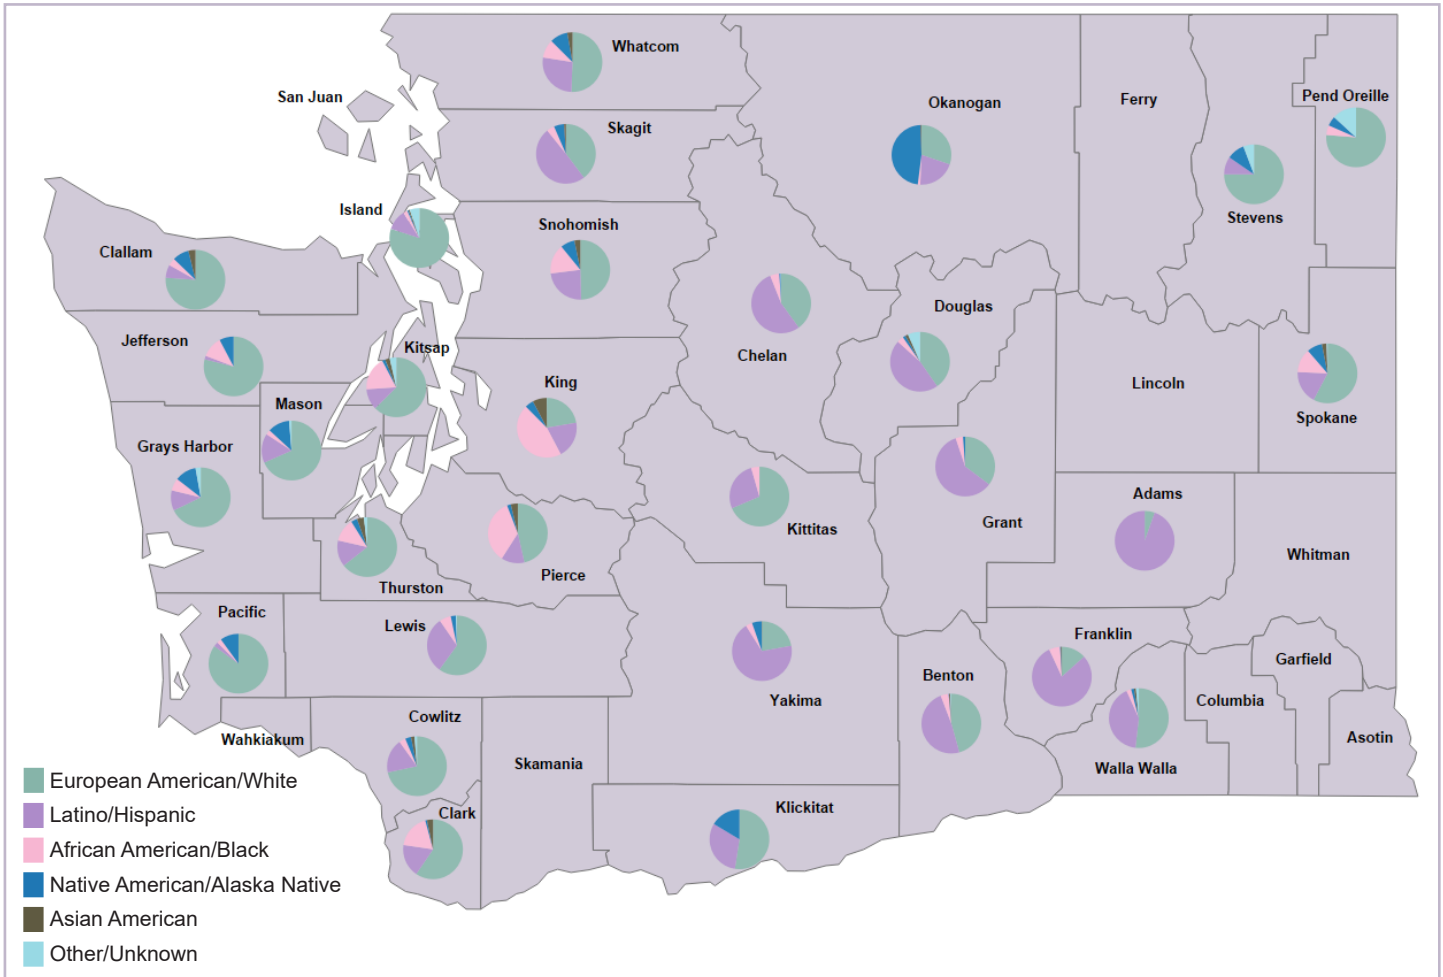 Whatcom
San Juan
Okanogan
Ferry
Pend Oreille
Skagit
Island
Snohomish
Stevens
Clallam
Douglas
Jefferson
Kitsap
Chelan
King
Lincoln
Mason
Spokane
Grays Harbor
Adams
Kittitas
Grant
Whitman
Pierce
Thurston
Pacific
Lewis
Franklin
Garfield
Benton
Yakima
Columbia
Cowlitz
Wahkiakum
Asotin
Skamania
Walla Walla
European American/White
Klickitat
Clark
Latino/Hispanic
African American/Black
Native American/Alaska Native
Asian American
Other/Unknown